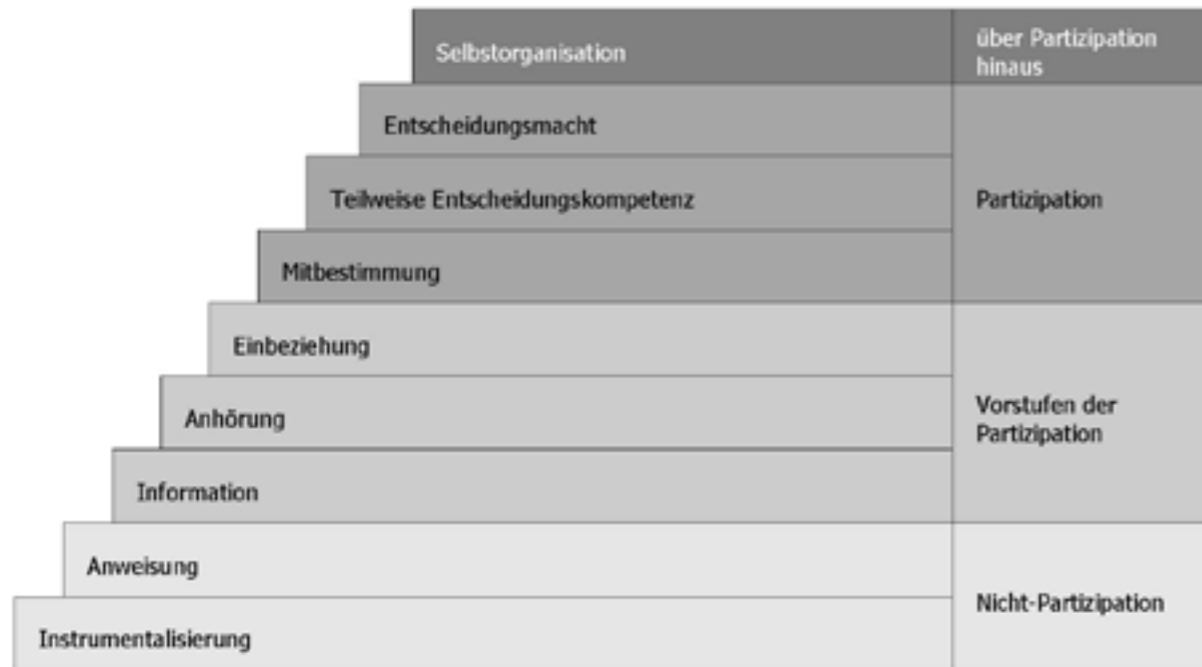 Selbstorganisation
über Partizipation
hinaus
Entscheidungsmacht
Teilweise Entscheidungskompetenz
Partizipation
Mitbestimmung
Einbeziehung
Anhörung
Vorstufen der
Partizipation
Information
Anweisung
Nicht-Partizipation
Instrumentalisierung